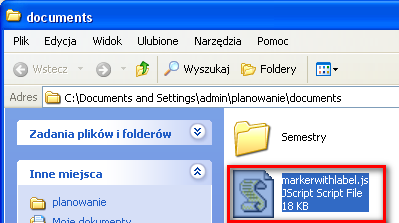 documents
Plik Edycja Widok Ulubione Narzędzia Pomoc
Wstecz Wyszukaj Foldery
Adres C:\Documents and Settings\admin\planowanie\documents
Zadania plików i folderów
Semestry
Inne miejsca
markerwithlabel.js
JScript Script File
18 KB
planowanie
Moje dokumenty